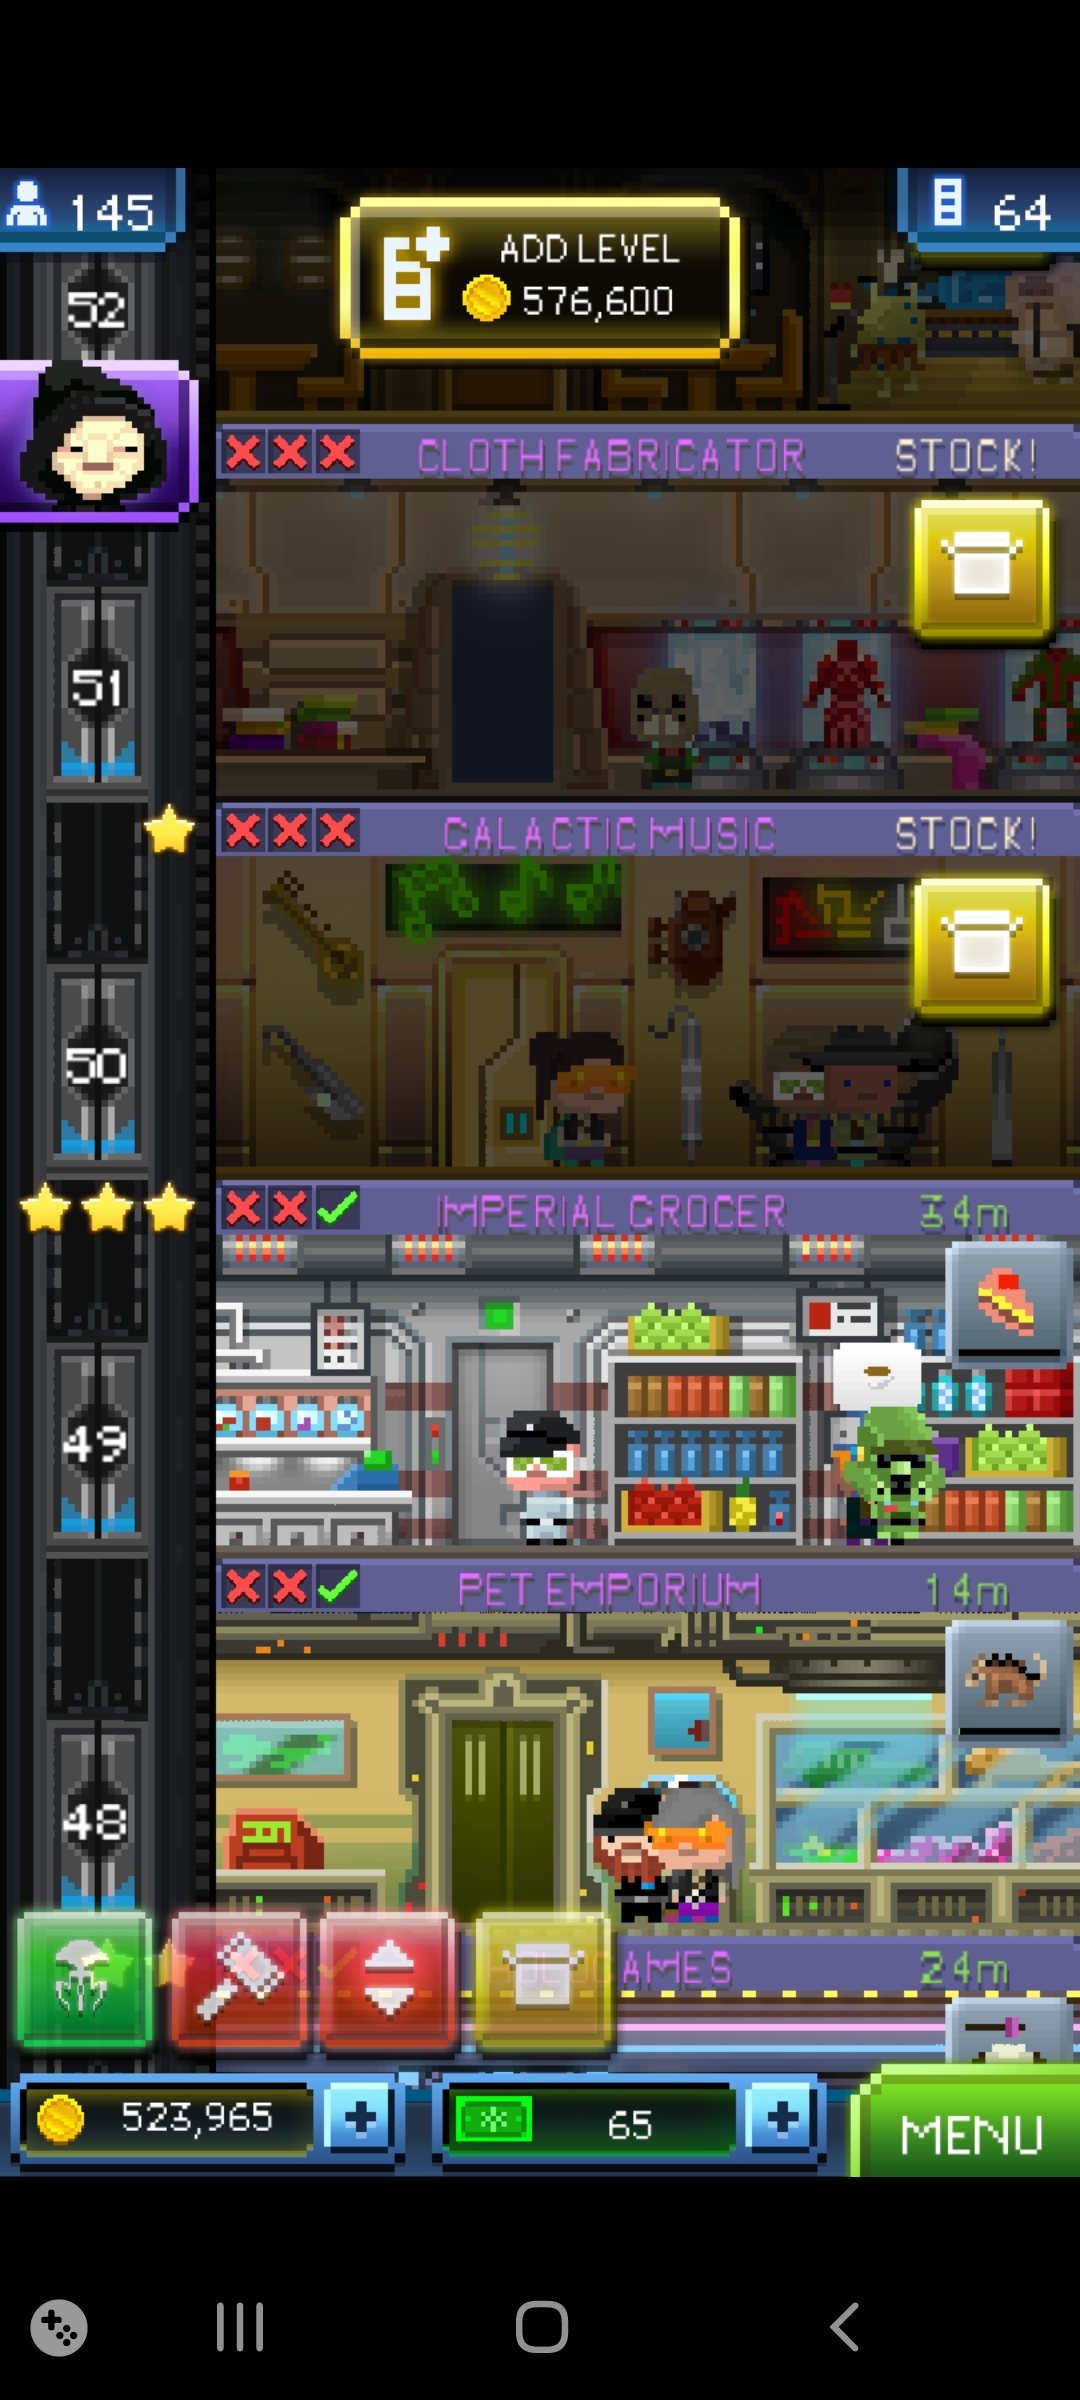 145
ADD LEVEL
576,600
64
52
CLOTH FABRICATOR
STOCK!
51
GALACTIC MUSIC
STOCK!
50
IMPERIAL GROCER
34m
49
PET EMPORIUM
14m
48
GAMES
24m
523,965
65
MENU